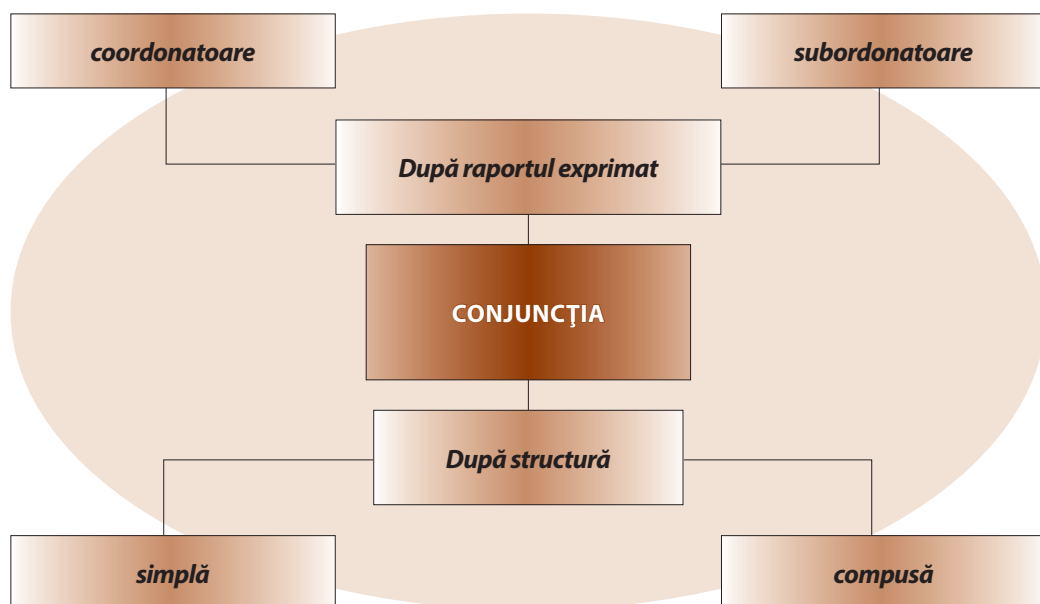 coordonatoare
subordonatoare
După raportul exprimat
CONJUNCŢIA
După structură
simplă
compusă